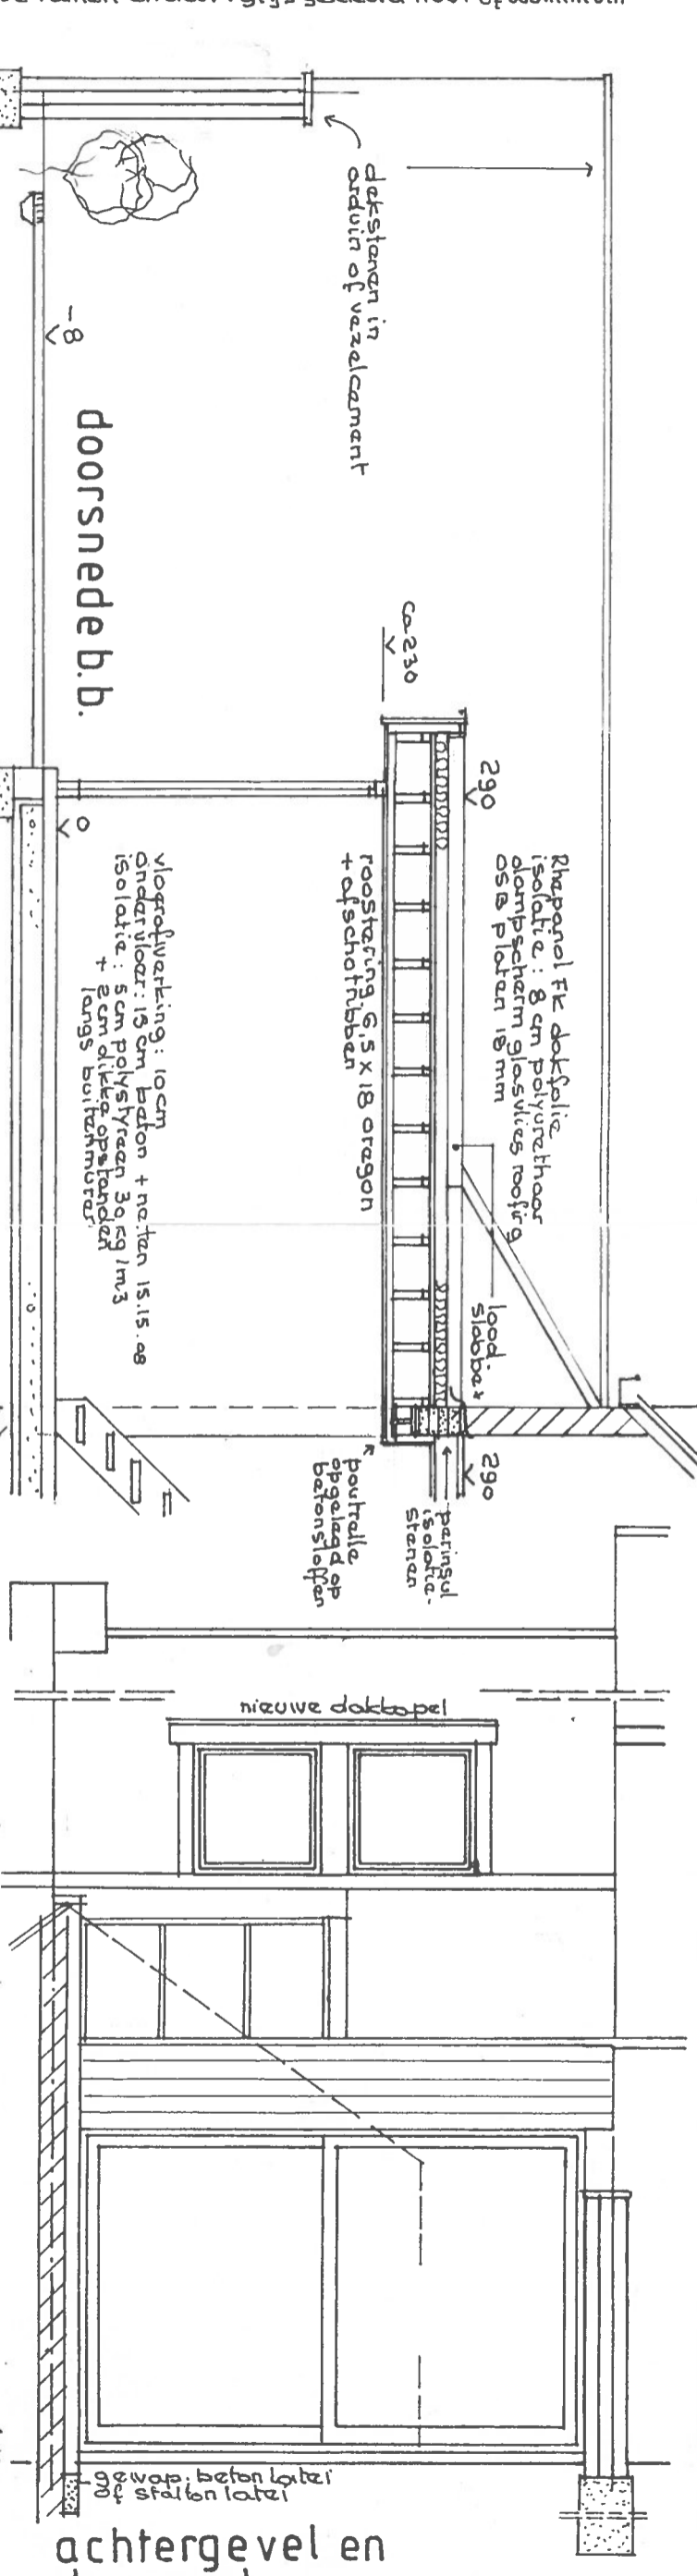 dekstenen in
arduin of vezelcement
-8
doorsnede b.b.
ca 230
290
0
Rhepanol FK dakfolie
isolatie : 8 cm polyurethaan
dampscherm glasvlies roofing
OSB platen 18 mm
roostering 6,5 x 18 oregon
+ afschotribben
vloerafwerking : 10 cm
ondervloer : 15 cm beton + netten 15.15.08
isolatie : 5 cm polystyreen 30 kg/m3
+ 2 cm dikke opstanden
langs buitenmuren
lood-
slabbe
290
perinsul
isolatie-
stenen
poutrelle
opgelegd op
betonsloffen
nieuwe dakkapel
gewap. beton latei
of stalton latei
achtergevel en